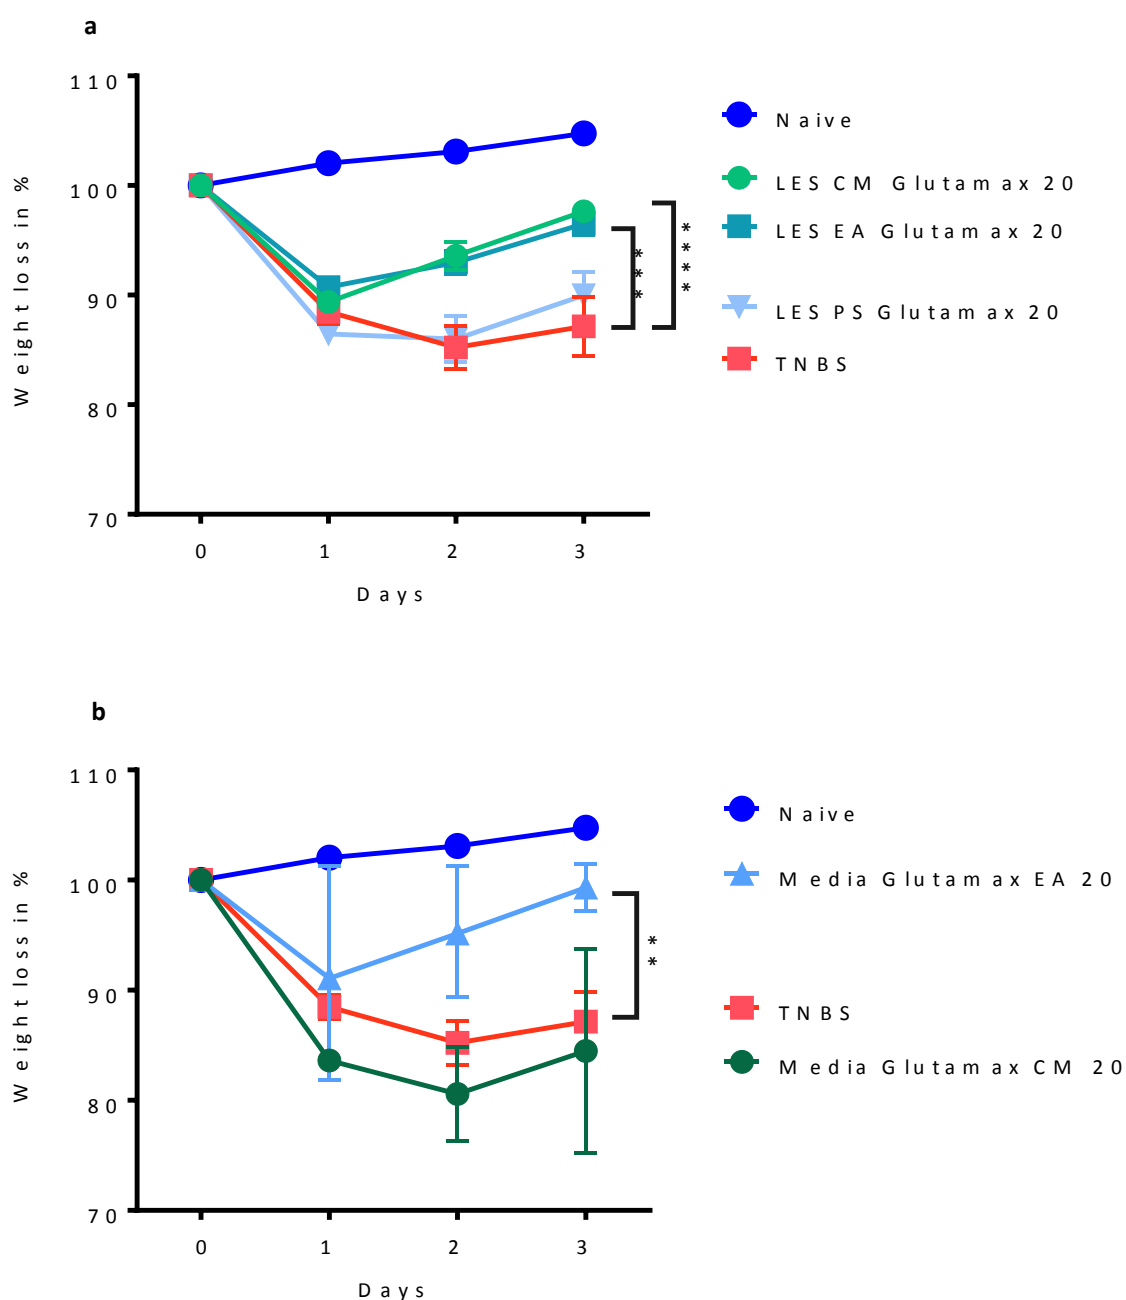 a
110
100
90
80
70
Weight loss in %
0 1 2 3
Days
Naive
LES CM Glutamax 20
LES EA Glutamax 20
LES PS Glutamax 20
TNBS
***
****
b
110
100
90
80
70
Weight loss in %
0 1 2 3
Days
Naive
Media Glutamax EA 20
TNBS
Media Glutamax CM 20
**